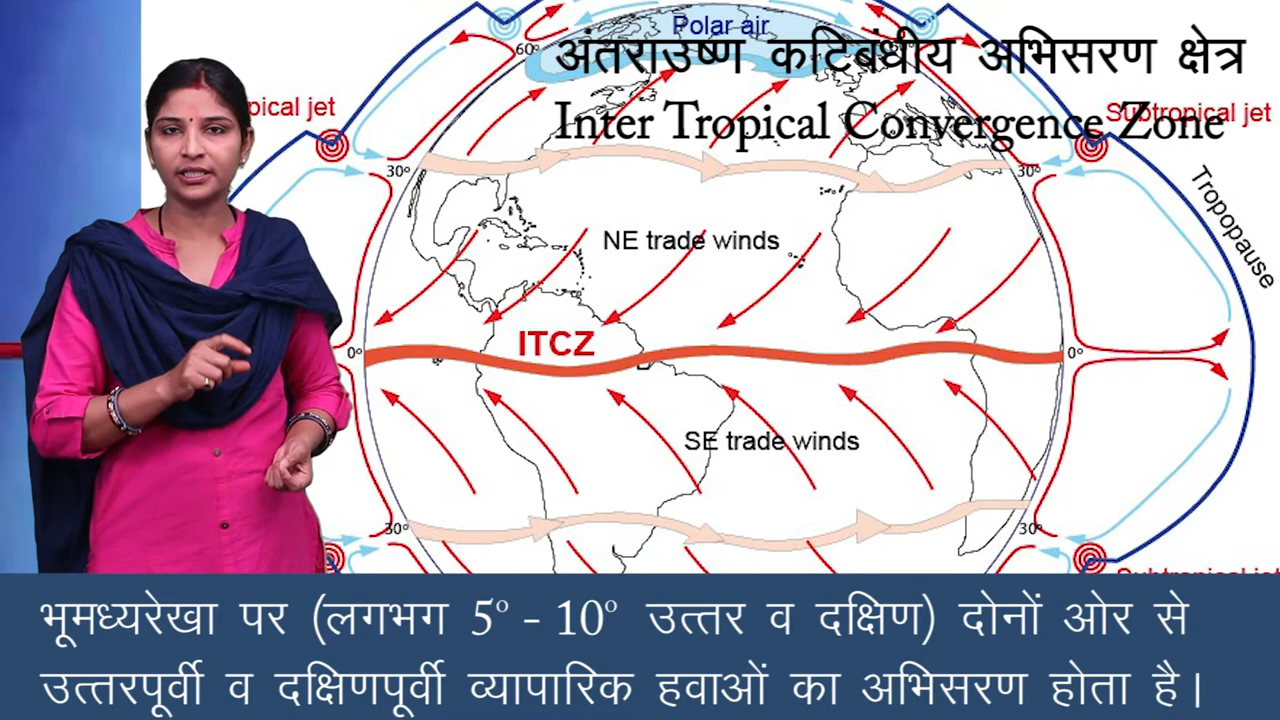 Polar air
अंतराउष्ण कटिबंधीय अभिसरण क्षेत्र
60°
Inter Tropical Convergence Zone
pical jet
Subtropical jet
30°
30°
Tropopause
NE trade winds
ITCZ
0°
0°
SE trade winds
30°
30°
Subtropical jet
भूमध्यरेखा पर (लगभग 5° - 10° उत्तर व दक्षिण) दोनों ओर से
उत्तरपूर्वी व दक्षिणपूर्वी व्यापारिक हवाओं का अभिसरण होता है।